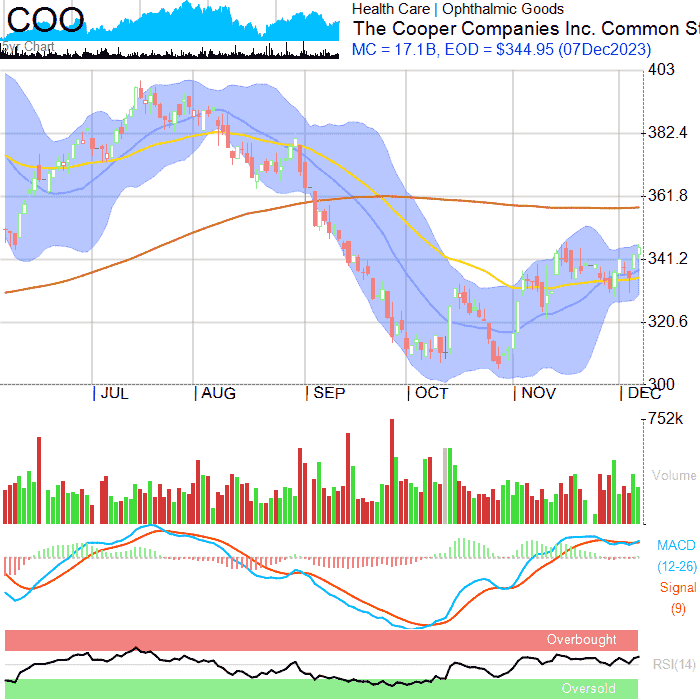 COO
5yr Chart
Health Care | Ophthalmic Goods
The Cooper Companies Inc. Common St
MC = 17.1B, EOD = $344.95 (07Dec2023)
403
382.4
361.8
341.2
320.6
300
JUL
AUG
SEP
OCT
NOV
DEC
752k
Volume
MACD
(12-26)
Signal
(9)
Overbought
RSI(14)
Oversold